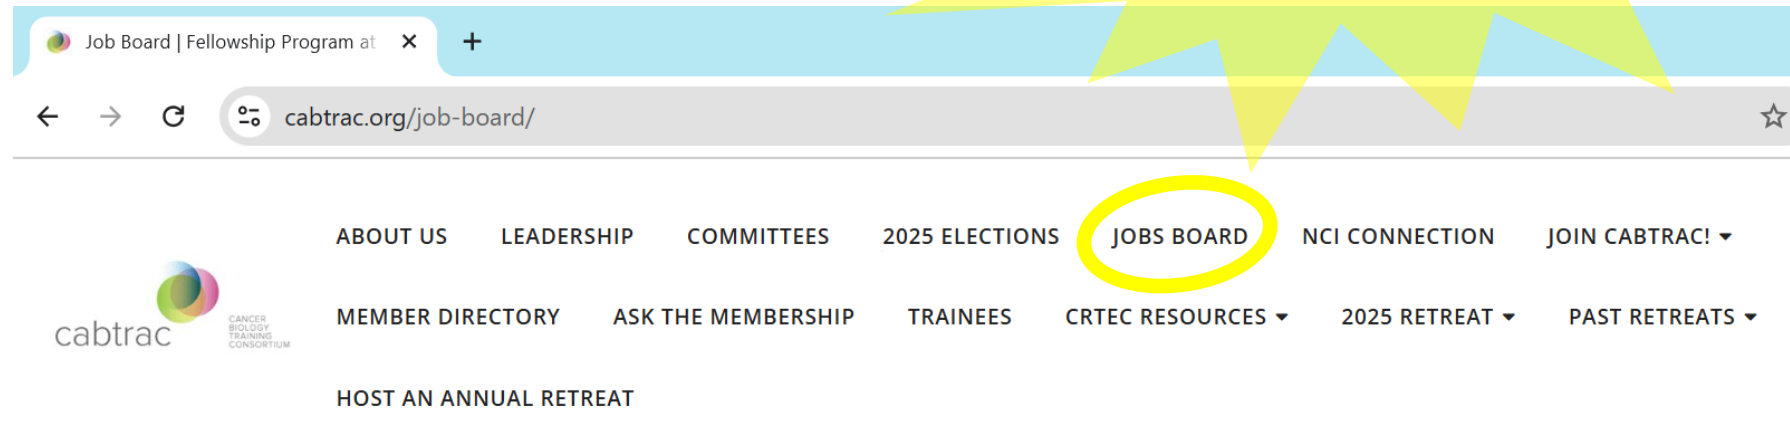 Job Board | Fellowship Program at
cabtrac.org/job-board/
ABOUT US LEADERSHIP COMMITTEES 2025 ELECTIONS JOBS BOARD NCI CONNECTION JOIN CABTRAC!
cabtrac
CANCER
BIOLOGY
TRAINING
CONSORTIUM
MEMBER DIRECTORY ASK THE MEMBERSHIP TRAINEES CRTEC RESOURCES 2025 RETREAT PAST RETREATS
HOST AN ANNUAL RETREAT